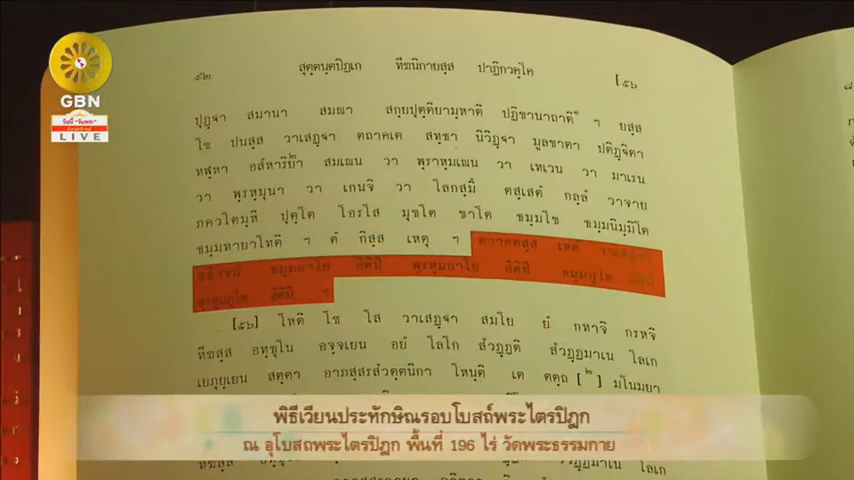 GBN
LIVE
๙๒ สุตฺตนฺตปิฏเก ทีฆนิกายสฺส ปาฏิกวคฺโค [๕๖
ปุฏฺฐา สมานา สมณา สกฺยปุตฺติยามฺหาติ ปฏิชานาถาติ ฯ ยสฺส
โข ปนสฺส วาเสฏฺฐา ตถาคเต สทฺธา นิวิฏฺฐา มูลชาตา ปติฏฺฐิตา
ทฬฺหา อสํหาริยา สมเณน วา พฺราหฺมเณน วา เทเวน วา มาเรน
วา พฺรหฺมุนา วา เกนจิ วา โลกสฺมึ ตสฺเสตํ กลฺลํ วาจาย
ภควโตมฺหิ ปุตฺโต โอรโส มุขโต ชาโต ธมฺมโช ธมฺมนิมฺมิโต
ธมฺมทายาโทติ ฯ ตํ กิสฺส เหตุ ฯ ตถาคตสฺส เหตํ วาเสฏฺฐา
อธิวจนํ ธมฺมกาโย อิติปิ พฺรหฺมกาโย อิติปิ ธมฺมภูโต อิติปิ
พฺรหฺมภูโต อิติปิ ฯ
[๕๖] โหติ โข โส วาเสฏฺฐา สมโย ยํ กทาจิ กรหจิ
ทีฆสฺส อทฺธุโน อจฺจเยน อยํ โลโก สํวฏฺฏติ สํวฏฺฏมาเน โลเก
เยภุยฺเยน สตฺตา อาภสฺสรสํวตฺตนิกา โหนฺติ เต ตตฺถ [๒] มโนมยา
พิธีเวียนประทักษิณรอบโบสถ์พระไตรปิฎก
ณ อุโบสถพระไตรปิฎก พื้นที่ 196 ไร่ วัดพระธรรมกาย
ทีฆสฺส สํวฏฺฏมาเน โลเก